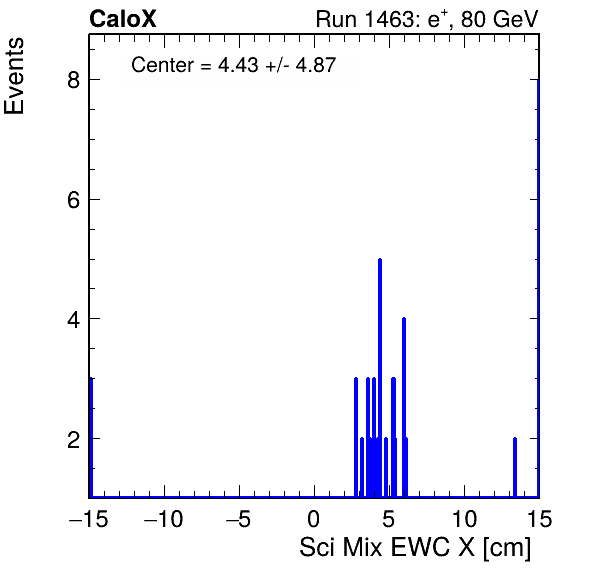 CaloX Run 1463: e⁺, 80 GeV
Center = 4.43 +/- 4.87
Events
8
6
4
2
−15 −10 −5 0 5 10 15
Sci Mix EWC X [cm]